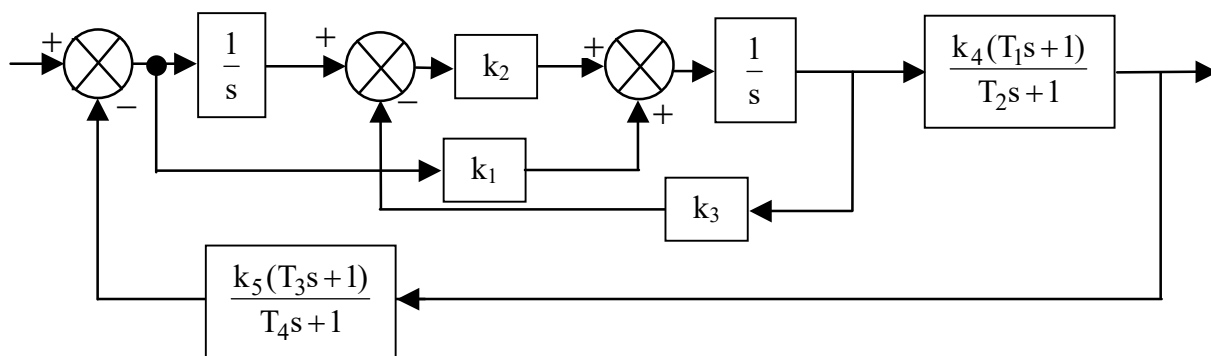 +
1
s
+
k₂
+
1
s
k₄(T₁s+1)
T₂s+1
−
−
+
k₁
k₃
k₅(T₃s+1)
T₄s+1